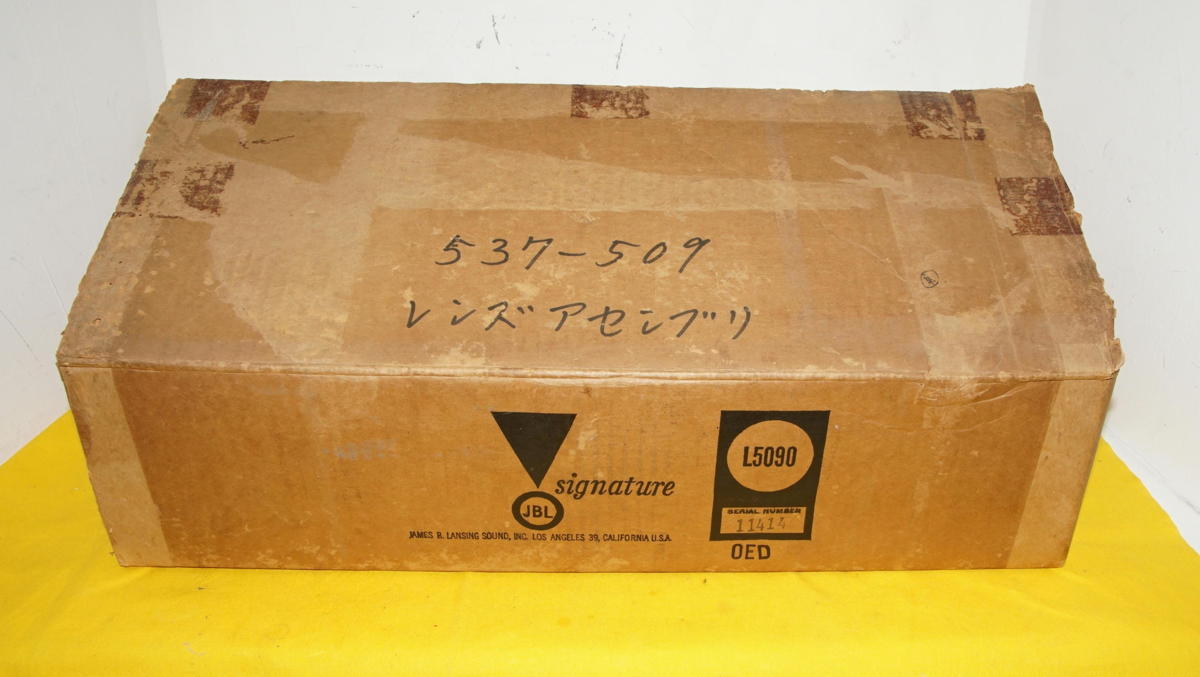 537-509
レンズアセンブリ
signature
JBL
JAMES B. LANSING SOUND, INC. LOS ANGELES 39, CALIFORNIA U.S.A.
L5090
SERIAL NUMBER
11414
OED